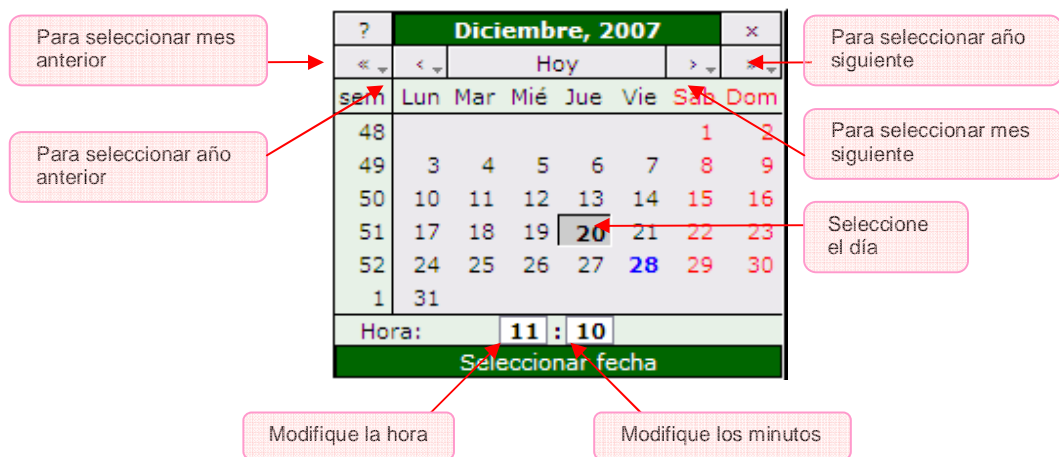 Para seleccionar mes
anterior
Para seleccionar año
anterior
? Diciembre, 2007 ×
« ‹ Hoy › »
sem Lun Mar Mié Jue Vie Sáb Dom
48 1 2
49 3 4 5 6 7 8 9
50 10 11 12 13 14 15 16
51 17 18 19 20 21 22 23
52 24 25 26 27 28 29 30
1 31
Hora: 11 : 10
Seleccionar fecha
Para seleccionar año
siguiente
Para seleccionar mes
siguiente
Seleccione
el día
Modifique la hora
Modifique los minutos